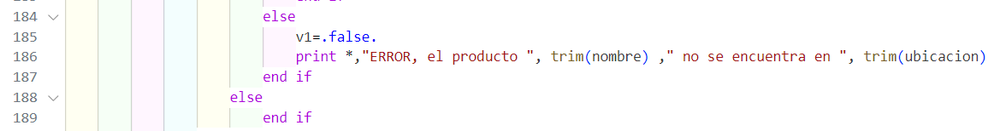 184 else
185 v1=.false.
186 print *,"ERROR, el producto ", trim(nombre) ," no se encuentra en ", trim(ubicacion)
187 end if
188 else
189 end if